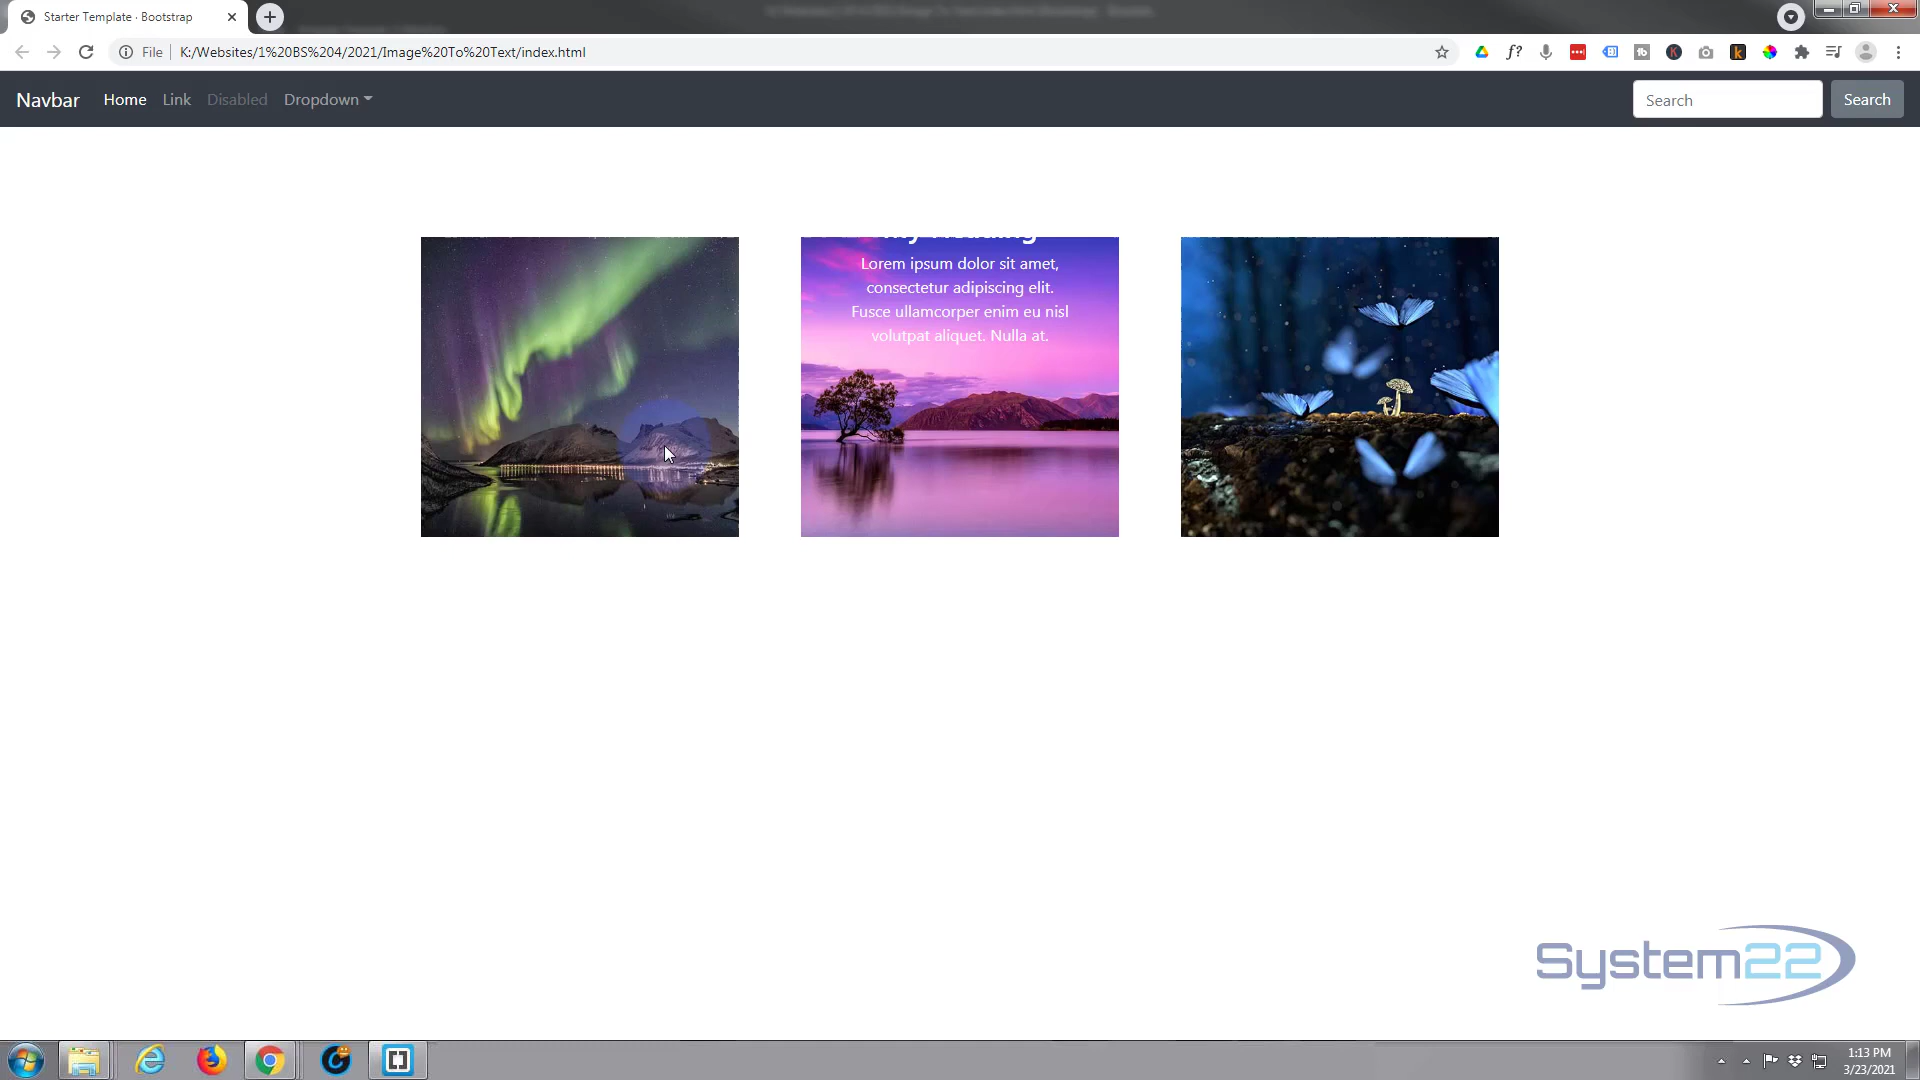 Starter Template · Bootstrap
File
K:/Websites/1%20BS%204/2021/Image%20To%20Text/index.html
f?
tb
K
k
Navbar
Home
Link
Disabled
Dropdown
Search
Search
Lorem ipsum dolor sit amet,
consectetur adipiscing elit.
Fusce ullamcorper enim eu nisl
volutpat aliquet. Nulla at.
System22
1:13 PM
3/23/2021